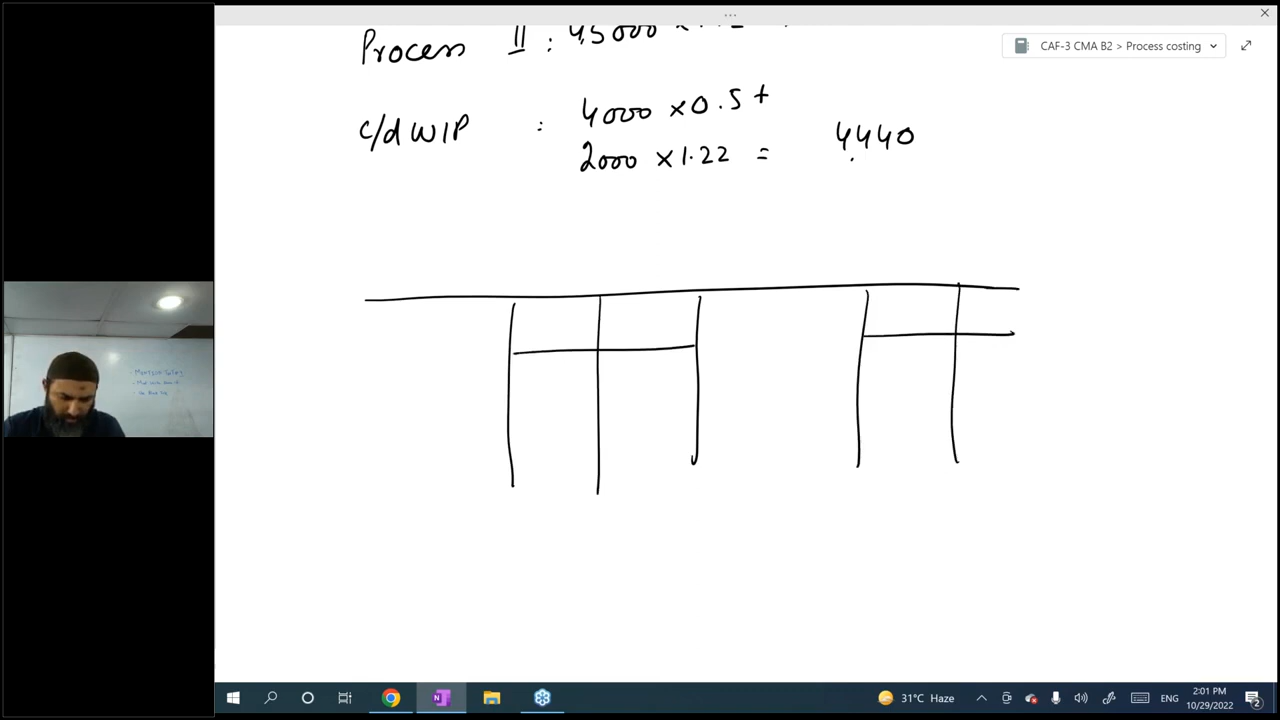 CAF-3 CMA B2 > Process costing
Process II : 45000 ×
c/d WIP : 4000 × 0.5 +
2000 × 1.22 = 4440
31°C Haze
ENG
2:01 PM
10/29/2022
2